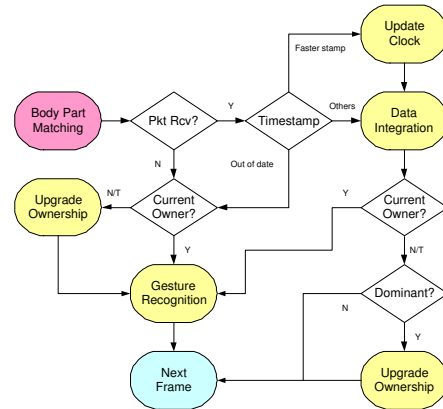 Update
Clock
Faster stamp
Body Part
Matching
Pkt Rcv?
Y
Timestamp
Others
Data
Integration
N
Out of date
Upgrade
Ownership
N/T
Current
Owner?
Y
Current
Owner?
Y
N/T
Gesture
Recognition
Dominant?
N
Y
Next
Frame
Upgrade
Ownership